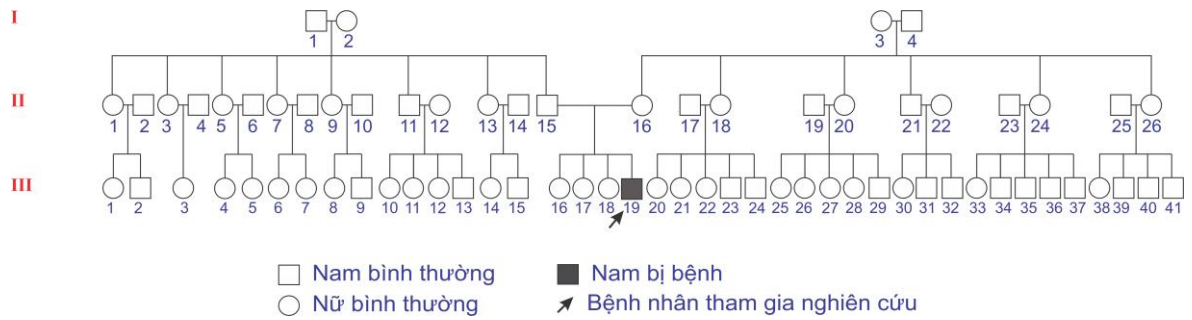 I
1 2 3 4
II
1 2 3 4 5 6 7 8 9 10 11 12 13 14 15 16 17 18 19 20 21 22 23 24 25 26
III
1 2 3 4 5 6 7 8 9 10 11 12 13 14 15 16 17 18 19 20 21 22 23 24 25 26 27 28 29 30 31 32 33 34 35 36 37 38 39 40 41
Nam bình thường Nam bị bệnh
Nữ bình thường Bệnh nhân tham gia nghiên cứu